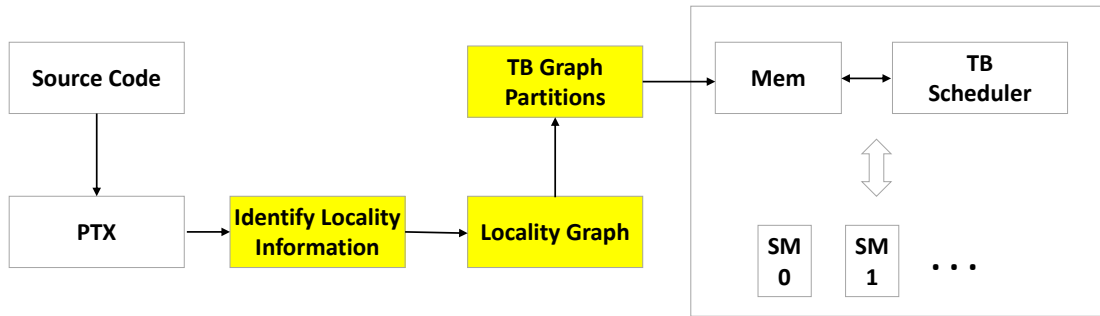 Source Code
PTX
Identify Locality
Information
Locality Graph
TB Graph
Partitions
Mem
TB
Scheduler
SM
0
SM
1
. . .